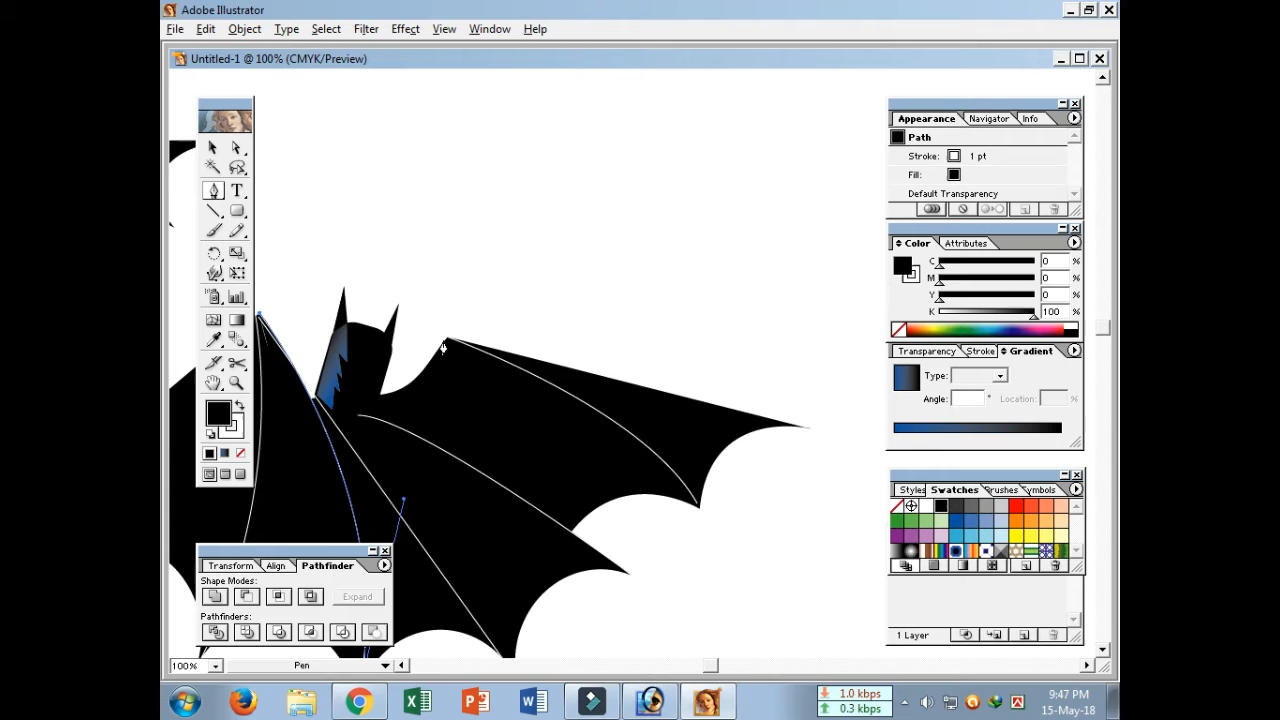 Adobe Illustrator
File Edit Object Type Select Filter Effect View Window Help
Untitled-1 @ 100% (CMYK/Preview)
Appearance Navigator Info
Path
Stroke: 1 pt
Fill:
Default Transparency
Color Attributes
C 0 %
M 0 %
Y 0 %
K 100 %
Transparency Stroke Gradient
Type:
Angle: ° Location: %
Styles Swatches Brushes Symbols
1 Layer
T
Transform Align Pathfinder
Shape Modes:
Expand
Pathfinders:
100% Pen
1.0 kbps
0.3 kbps
9:47 PM
15-May-18